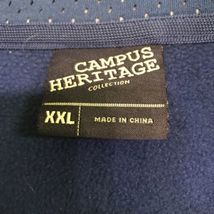 CAMPUS
HERITAGE
COLLECTION
XXL
MADE IN CHINA